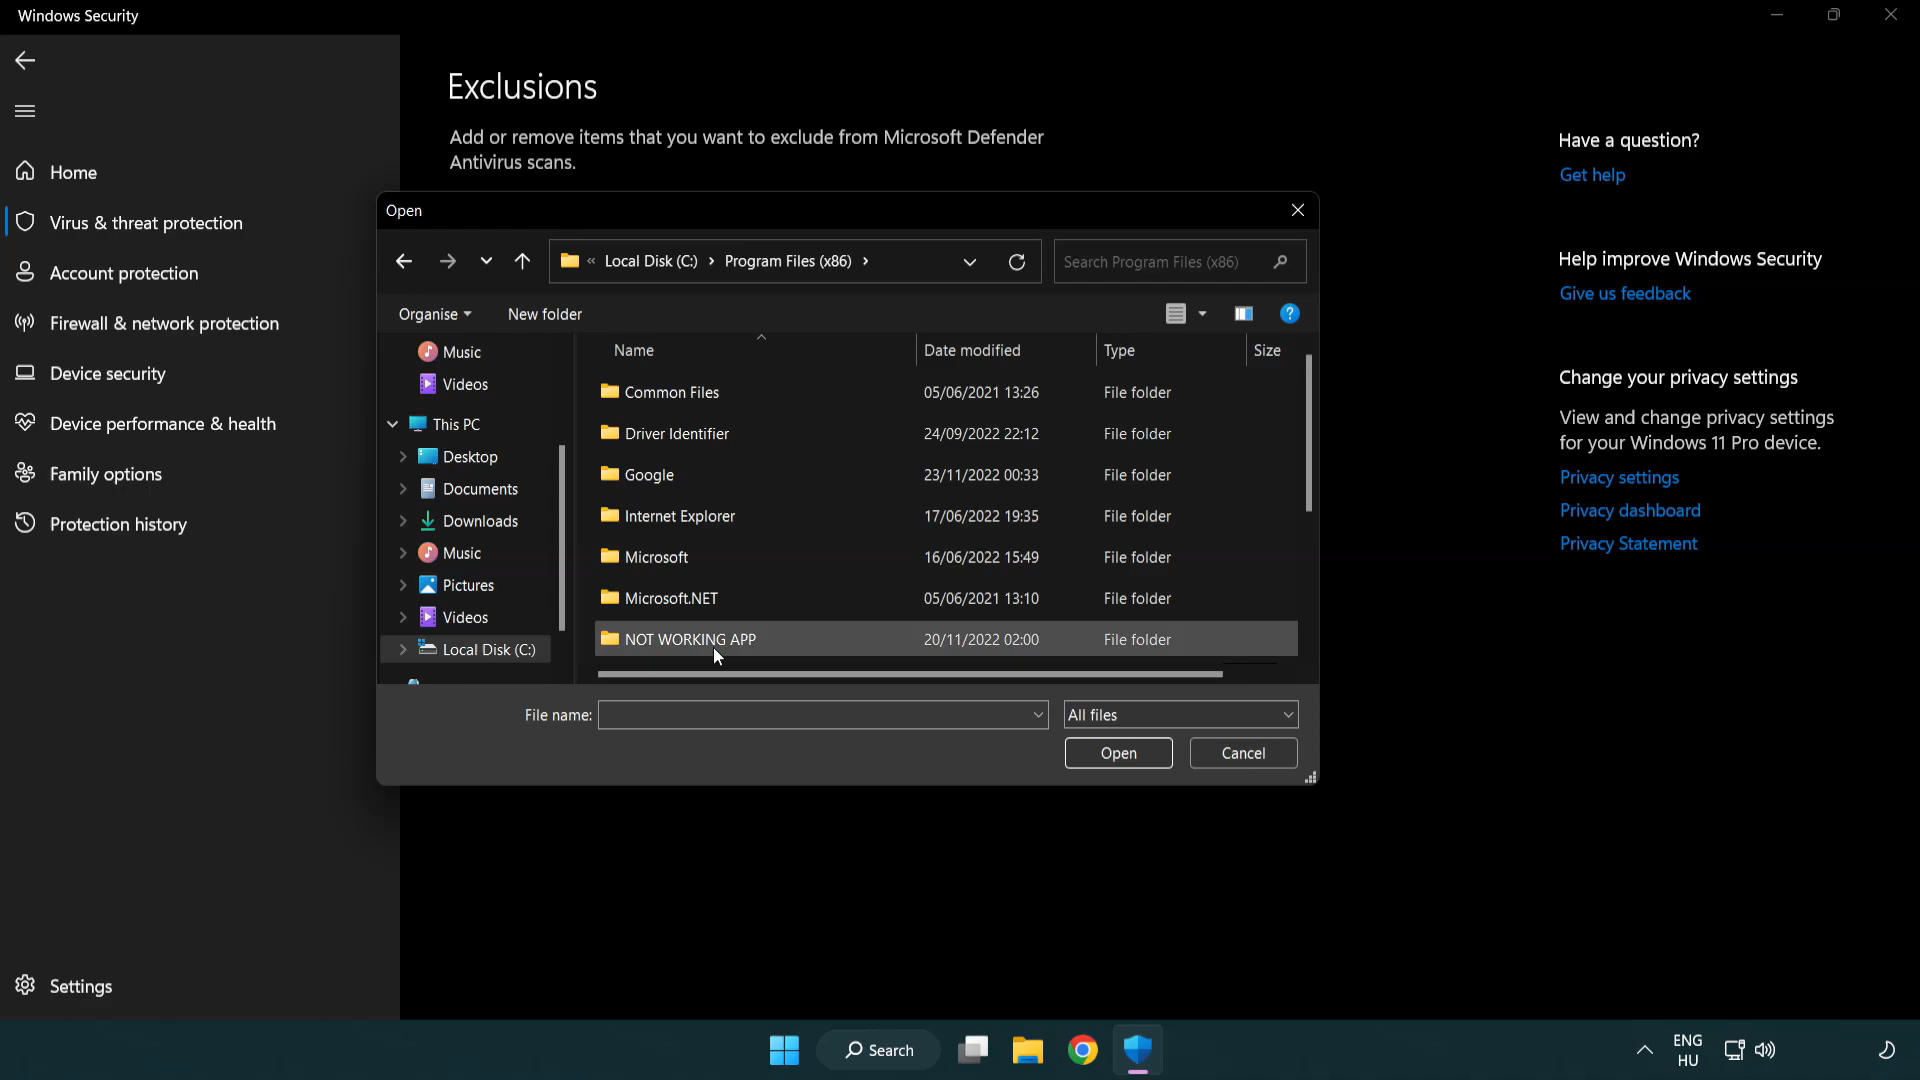 Windows Security
Home
Virus & threat protection
Account protection
Firewall & network protection
Device security
Device performance & health
Family options
Protection history
Settings
Exclusions
Add or remove items that you want to exclude from Microsoft Defender
Antivirus scans.
Have a question?
Get help
Help improve Windows Security
Give us feedback
Change your privacy settings
View and change privacy settings
for your Windows 11 Pro device.
Privacy settings
Privacy dashboard
Privacy Statement
Open
« Local Disk (C:) > Program Files (x86) >
Search Program Files (x86)
Organise
New folder
Music
Videos
This PC
Desktop
Documents
Downloads
Music
Pictures
Videos
Local Disk (C:)
Name Date modified Type Size
Common Files 05/06/2021 13:26 File folder
Driver Identifier 24/09/2022 22:12 File folder
Google 23/11/2022 00:33 File folder
Internet Explorer 17/06/2022 19:35 File folder
Microsoft 16/06/2022 15:49 File folder
Microsoft.NET 05/06/2021 13:10 File folder
NOT WORKING APP 20/11/2022 02:00 File folder
File name:
All files
Open
Cancel
Search
ENG
HU